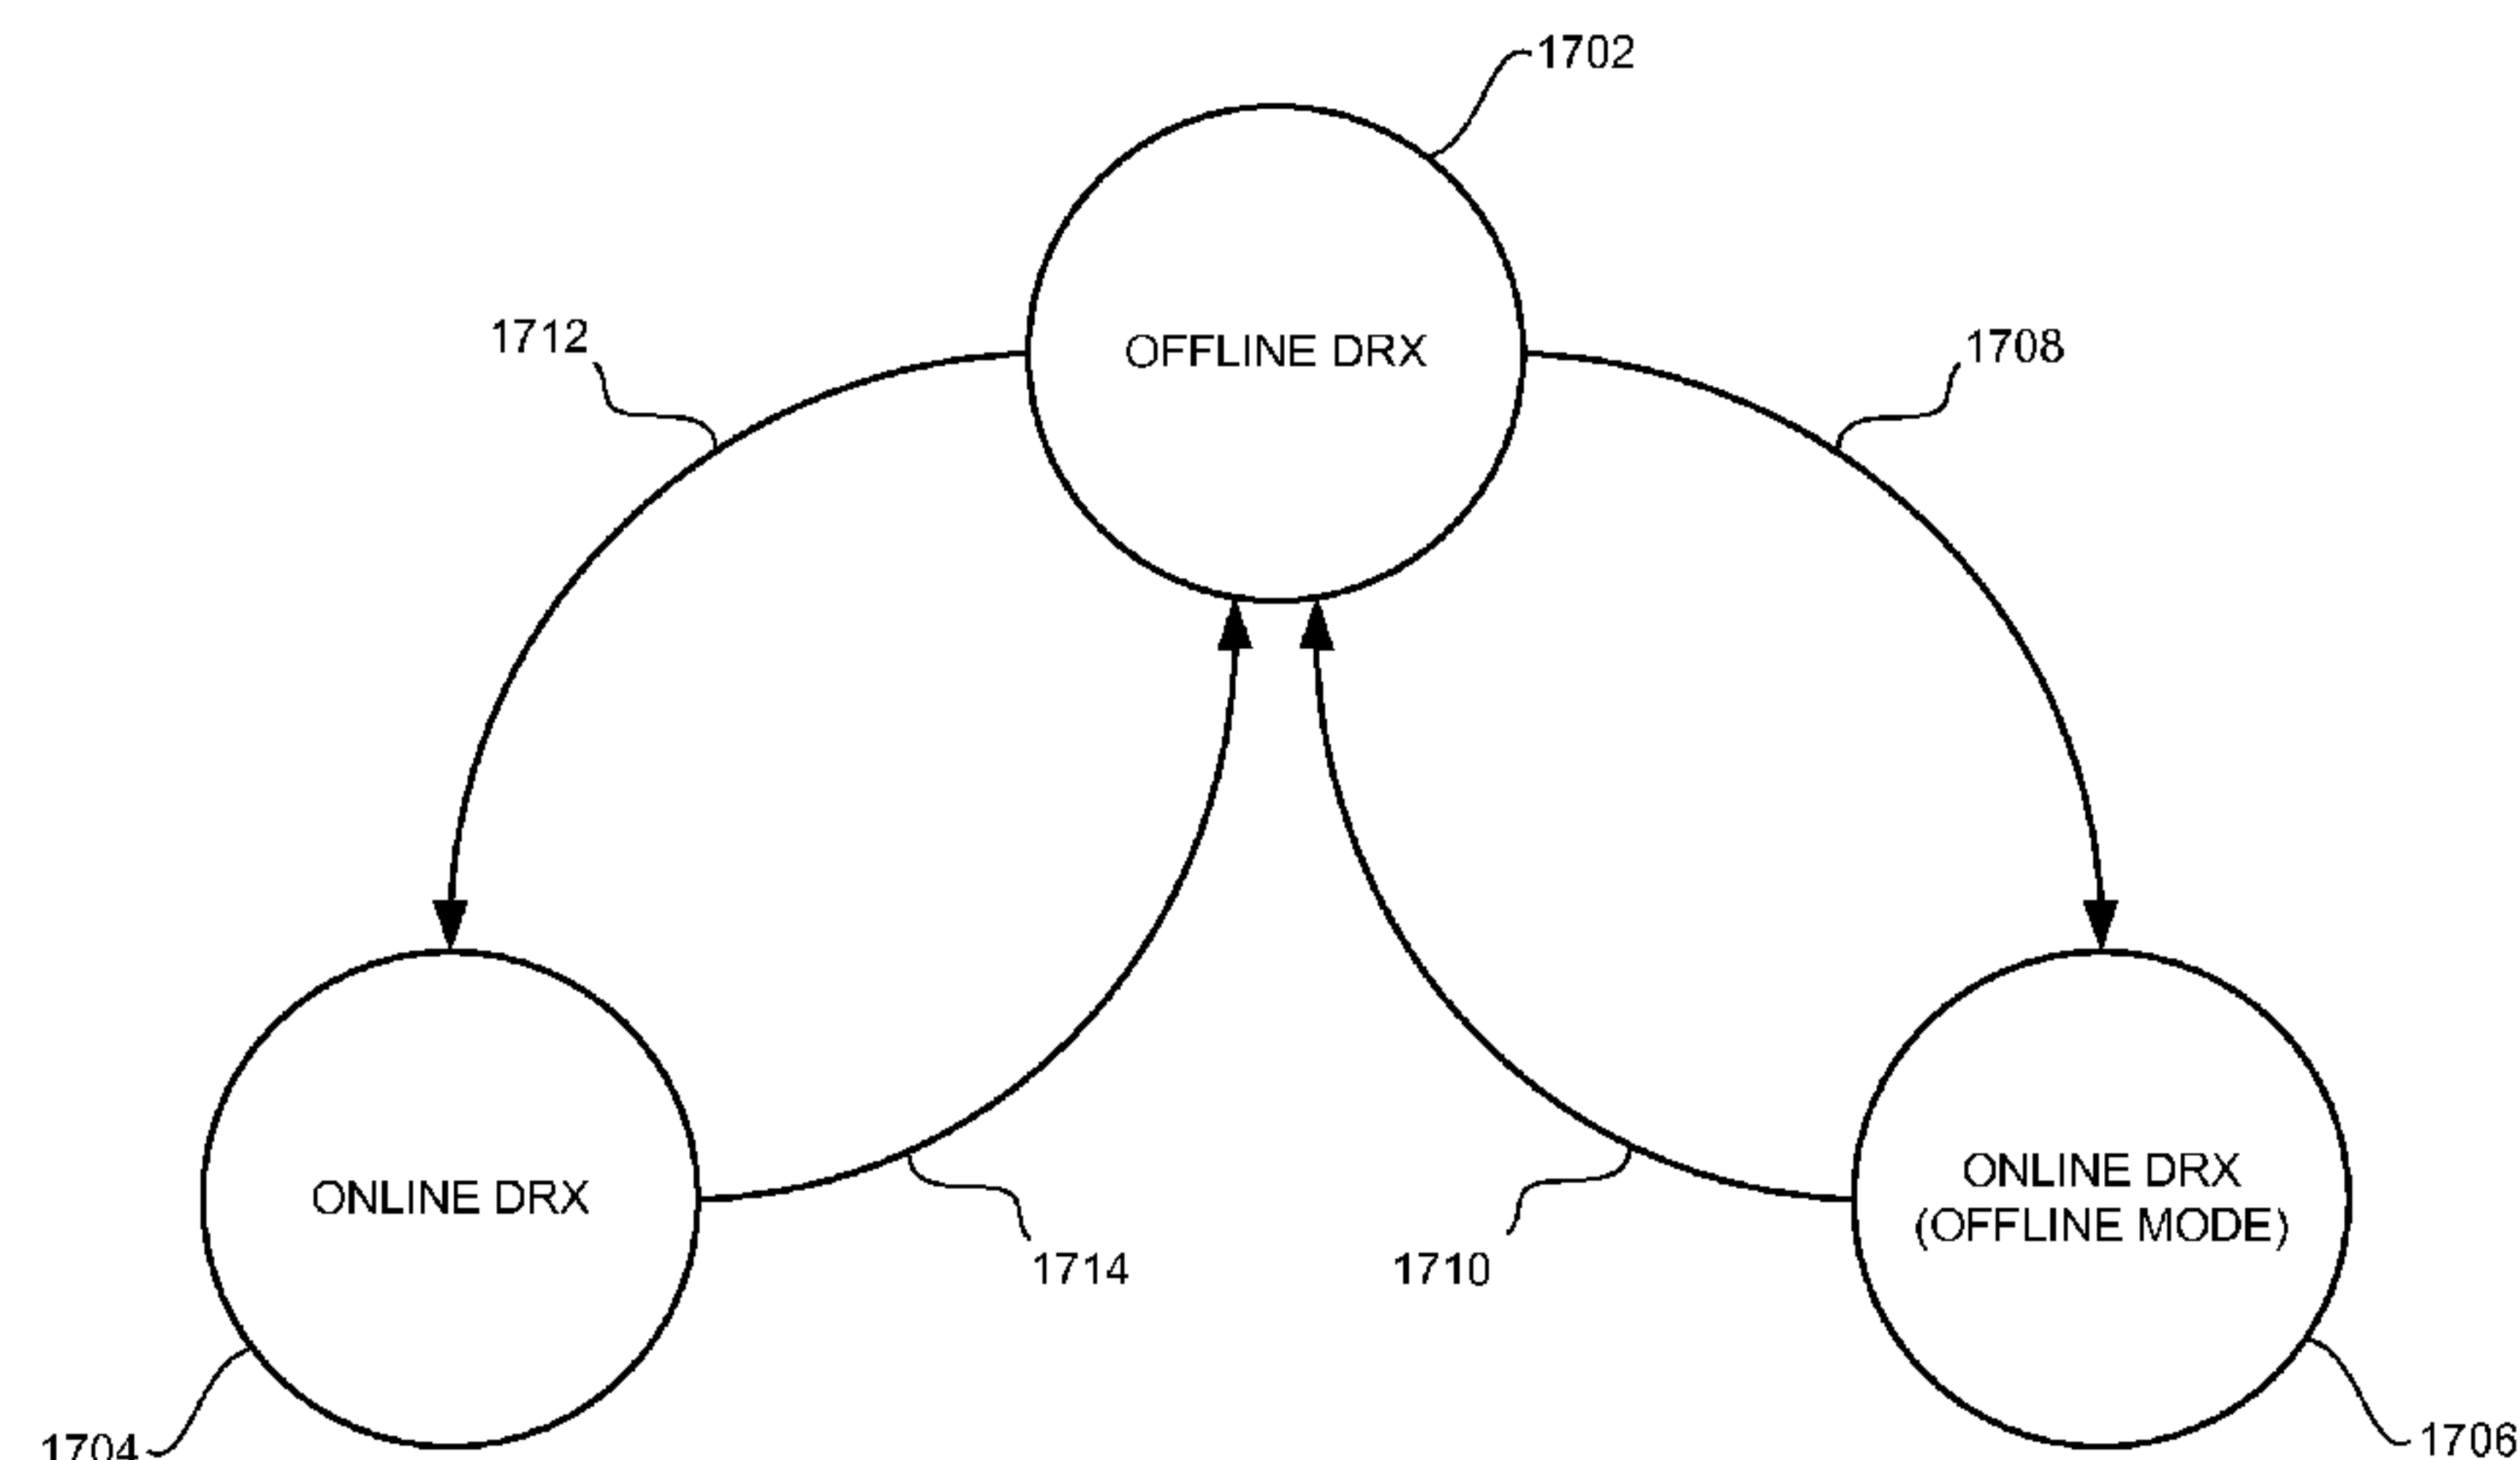 1702
1712
1708
OFFLINE DRX
ONLINE DRX
ONLINE DRX
(OFFLINE MODE)
1714
1710
1704
1706